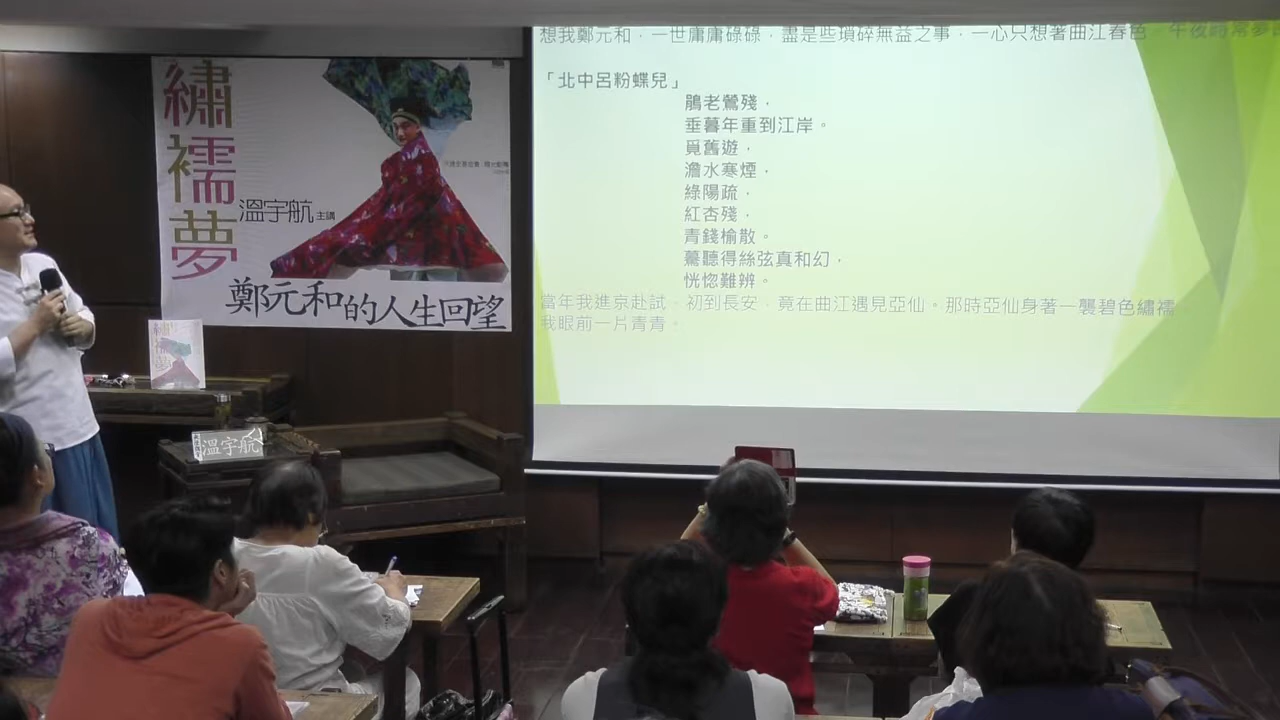 繡襦夢
溫宇航 主講
鄭元和的人生回望
溫宇航
想我鄭元和，一世庸庸碌碌，盡是些瑣碎無益之事，一心只想著曲江春色，午夜時常夢
「北中呂粉蝶兒」
鵑老鶯殘，
垂暮年重到江岸。
覓舊遊，
澹水寒煙，
綠陽疏，
紅杏殘，
青錢榆散。
驀聽得絲弦真和幻，
恍惚難辨。
當年我進京赴試，初到長安，竟在曲江遇見亞仙。那時亞仙身著一襲碧色繡襦，
我眼前一片青青。